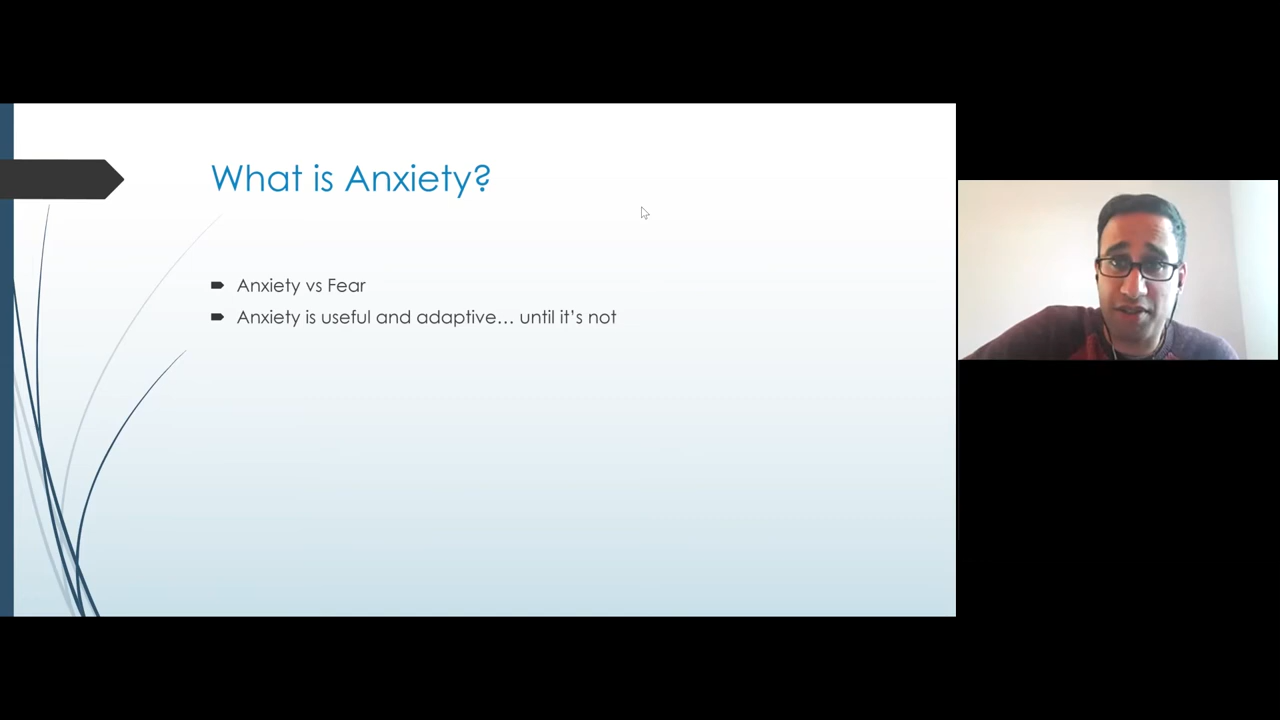 What is Anxiety?
Anxiety vs Fear
Anxiety is useful and adaptive… until it's not